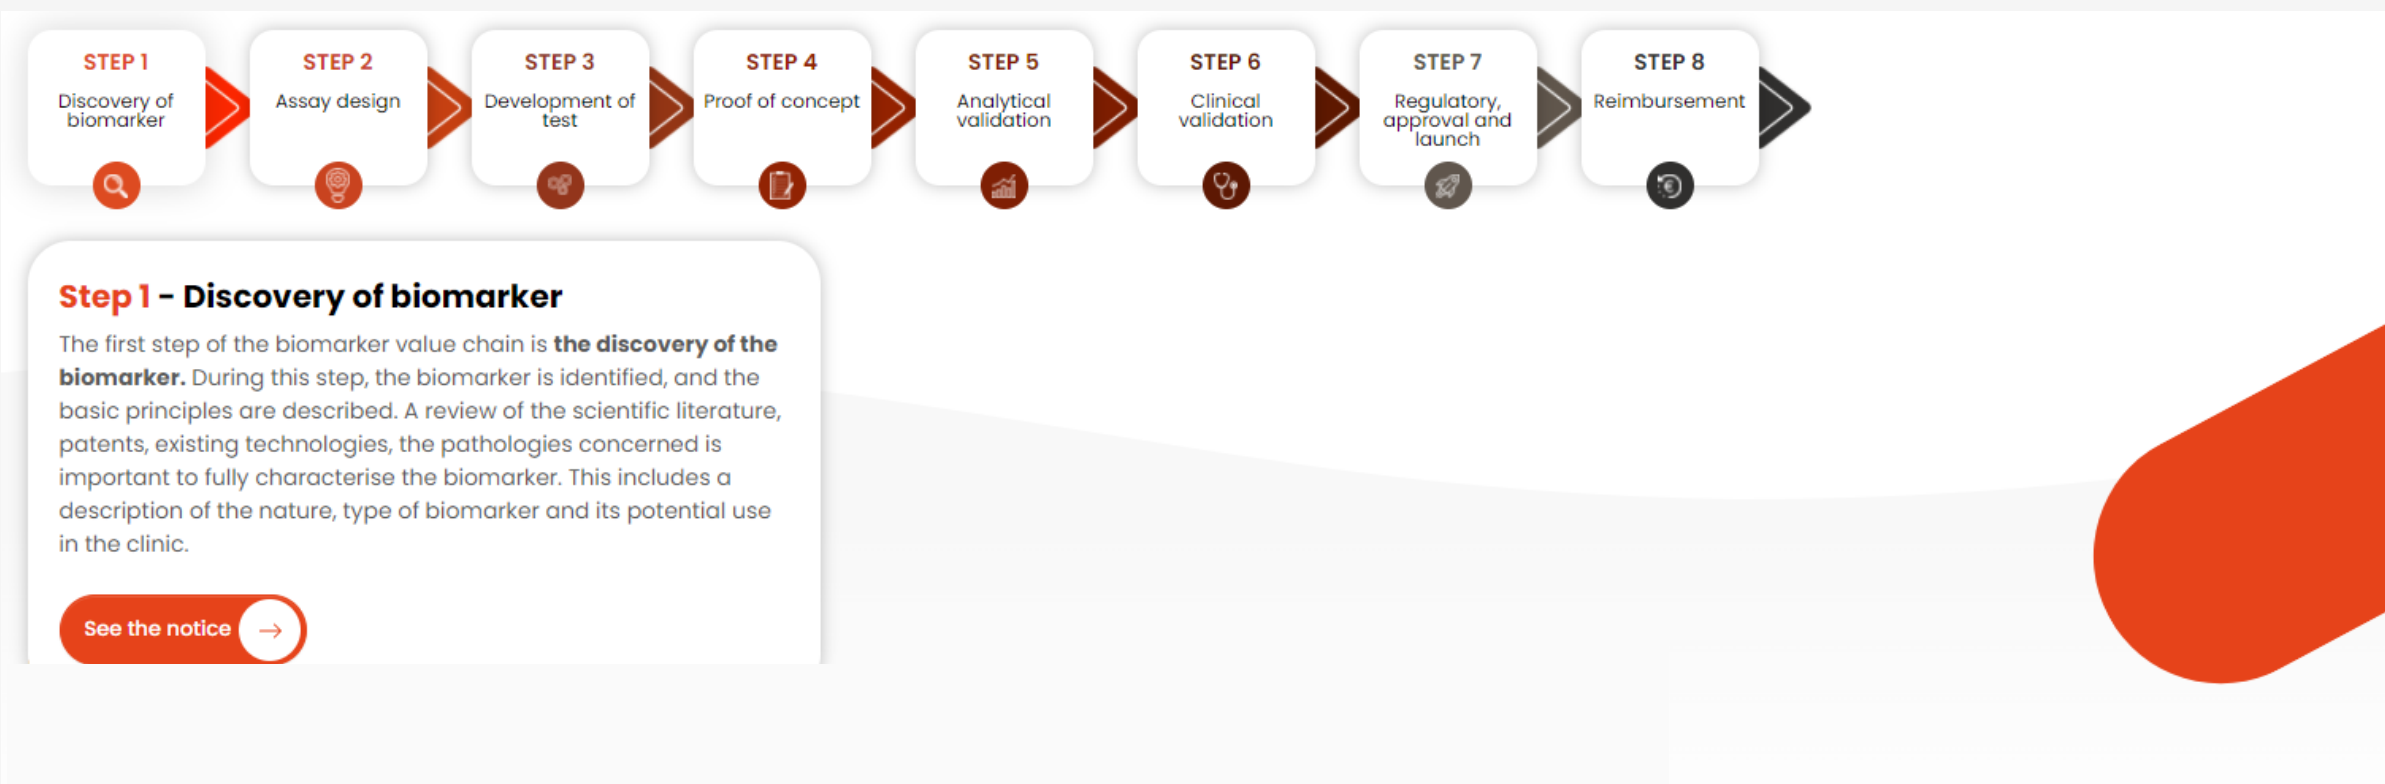 STEP 1
Discovery of
biomarker
STEP 2
Assay design
STEP 3
Development of
test
STEP 4
Proof of concept
STEP 5
Analytical
validation
STEP 6
Clinical
validation
STEP 7
Regulatory,
approval and
launch
STEP 8
Reimbursement
Step 1 - Discovery of biomarker
The first step of the biomarker value chain is the discovery of the
biomarker. During this step, the biomarker is identified, and the
basic principles are described. A review of the scientific literature,
patents, existing technologies, the pathologies concerned is
important to fully characterise the biomarker. This includes a
description of the nature, type of biomarker and its potential use
in the clinic.
See the notice